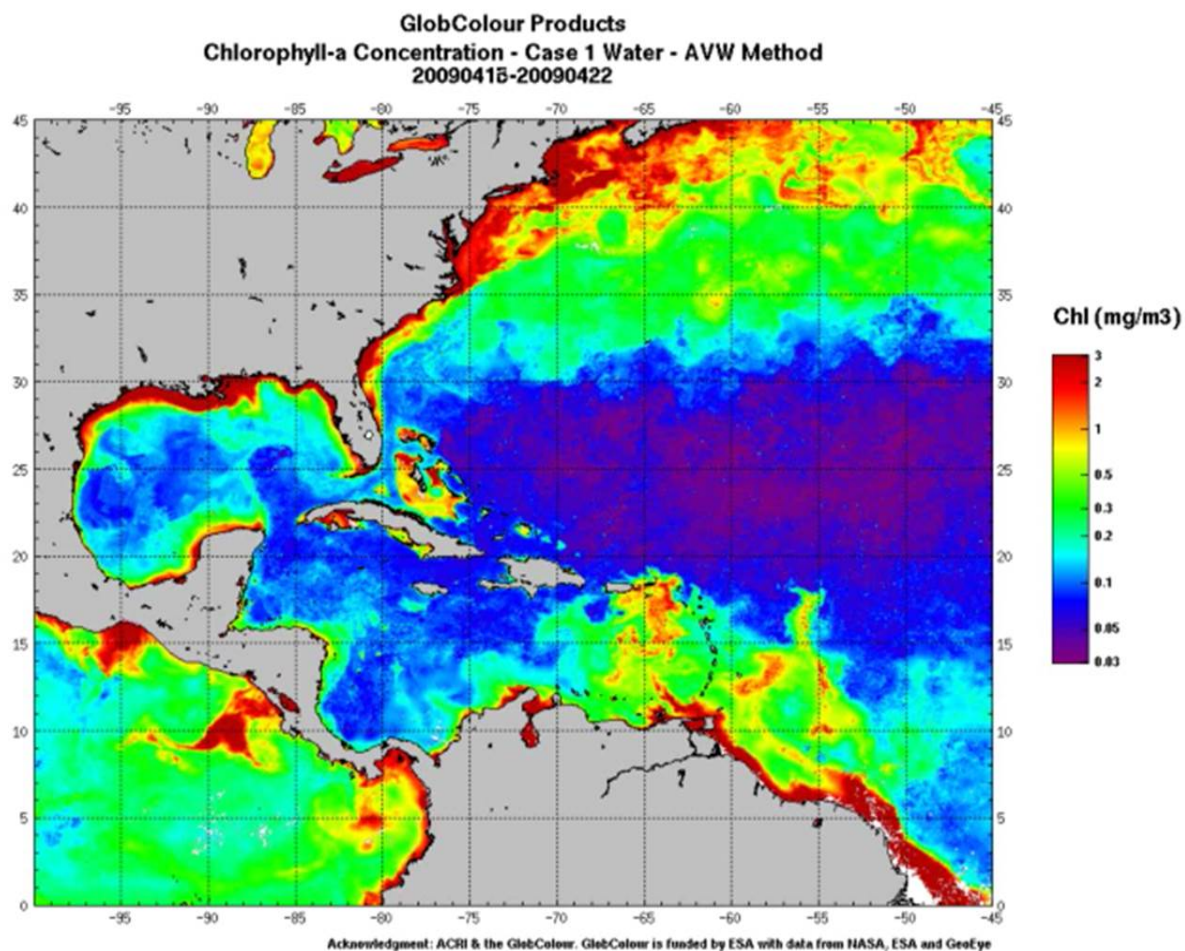 GlobColour Products
Chlorophyll-a Concentration - Case 1 Water - AVW Method
20090415-20090422
-95 -90 -85 -80 -75 -70 -65 -60 -55 -50 -45
45 45
40 40
35 35
Chl (mg/m3)
3
2
30 30
1
25 0.5 25
0.3
0.2
20 20
0.1
15 0.05 15
0.03
10 10
5 5
0 0
-95 -90 -85 -80 -75 -70 -65 -60 -55 -50 -45
Acknowledgment: ACRI & the GlobColour. GlobColour is funded by ESA with data from NASA, ESA and GeoEye